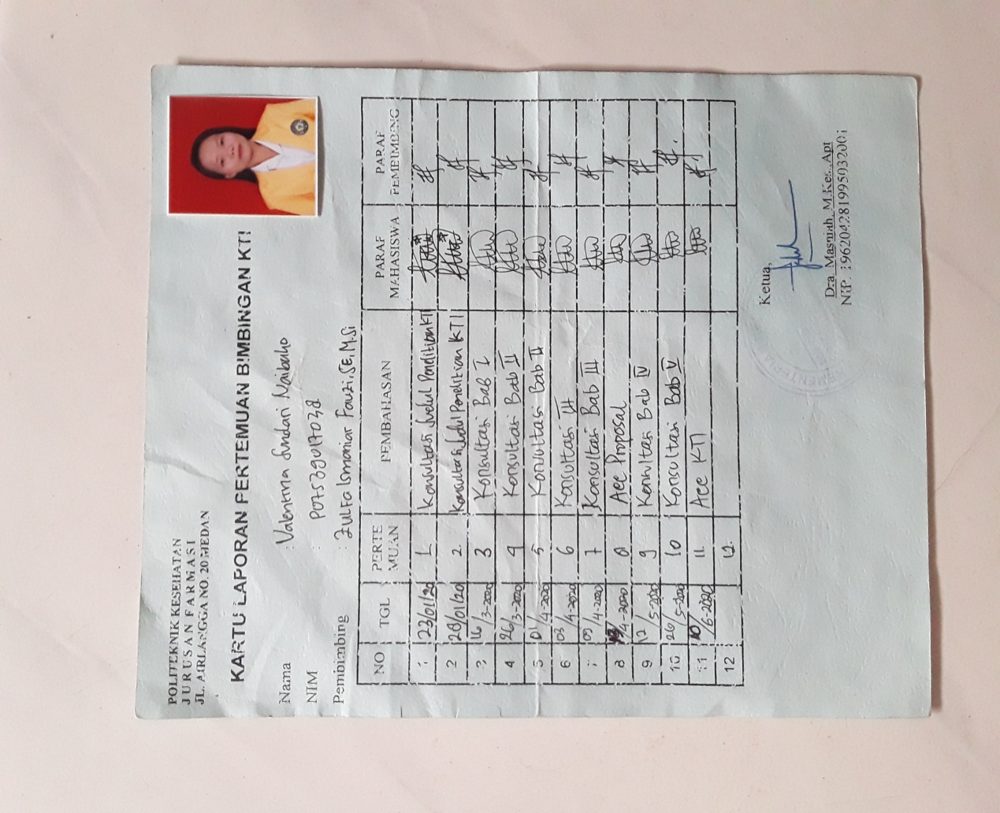 POLITEKNIK KESEHATAN
JURUSAN FARMASI
JL. AIRLANGGA NO. 20 MEDAN
KARTU LAPORAN PERTEMUAN BIMBINGAN KTI
Nama : Valentina Sundari Naibaho
NIM : P07539017038
Pembimbing : Zulfa Ismaniar Fauzi, SE, M.Si
NO TGL PERTEMUAN PEMBAHASAN PARAF MAHASISWA PARAF PEMBIMBING
1 23/01/20 1. Konsultasi Judul Penelitian KTI
2 28/01/20 2. Konsultasi Judul Penelitian KTI
3 16/3-2020 3 Konsultasi Bab I
4 26/3-2020 4 Konsultasi Bab II
5 01/4-2020 5 Konsultasi Bab II
6 03/4-2020 6 Konsultasi III
7 09/4-2020 7 Konsultasi Bab III
8 /4-2020 8 Acc Proposal
9 12/5-2020 9 Konsultasi Bab IV
10 26/5-2020 10 Konsultasi Bab V
11 10/6-2020 11. Acc KTI
12 12.
Ketua,
Dra. Masniah, M.Kes., Apt
NIP. 196204281995032001